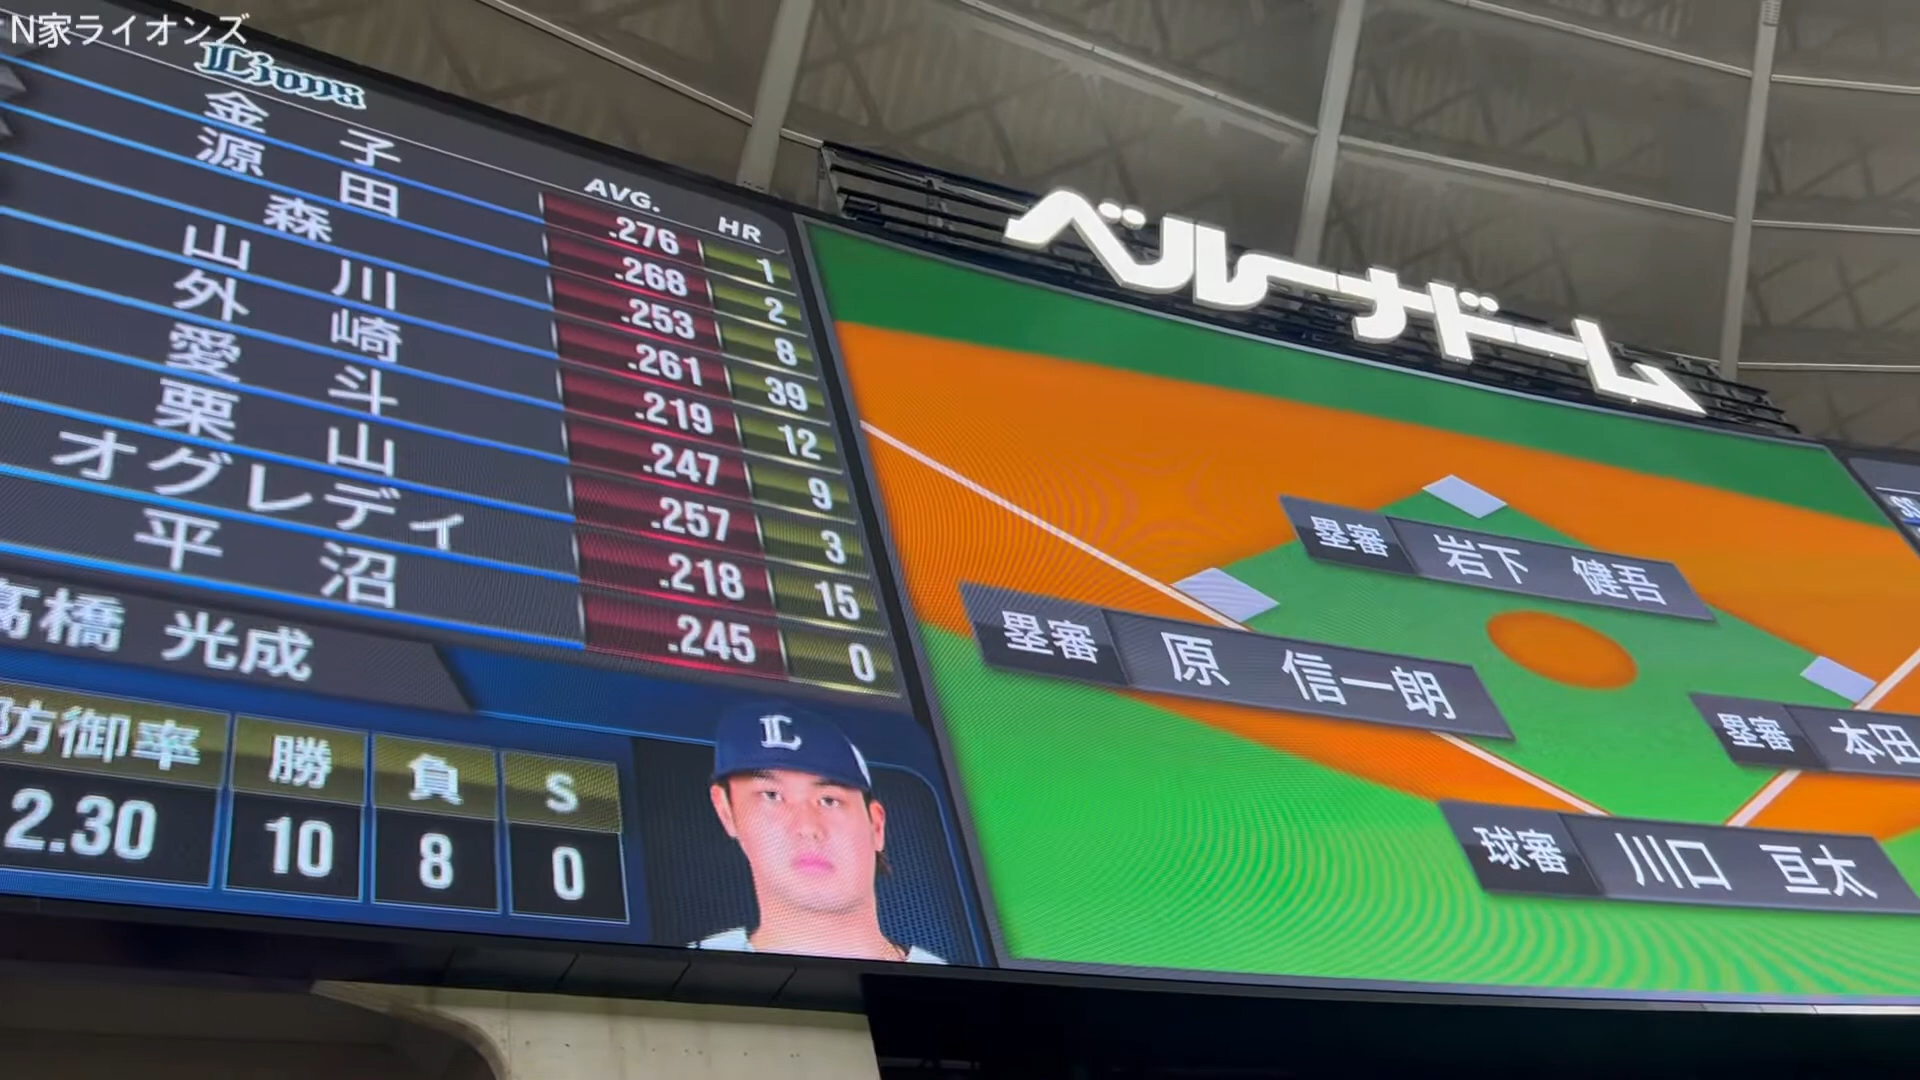 N家ライオンズ
Lions
AVG. HR
金子 .276 1
源田 .268 2
森 .253 8
山川 .261 39
外崎 .219 12
愛斗 .247 9
栗山 .257 3
オグレディ .218 15
平沼 .245 0
髙橋 光成
防御率 勝 負 S
2.30 10 8 0
L
ベルーナドーム
塁審 岩下 健吾
塁審 原 信一朗
塁審 本田
球審 川口 亘太